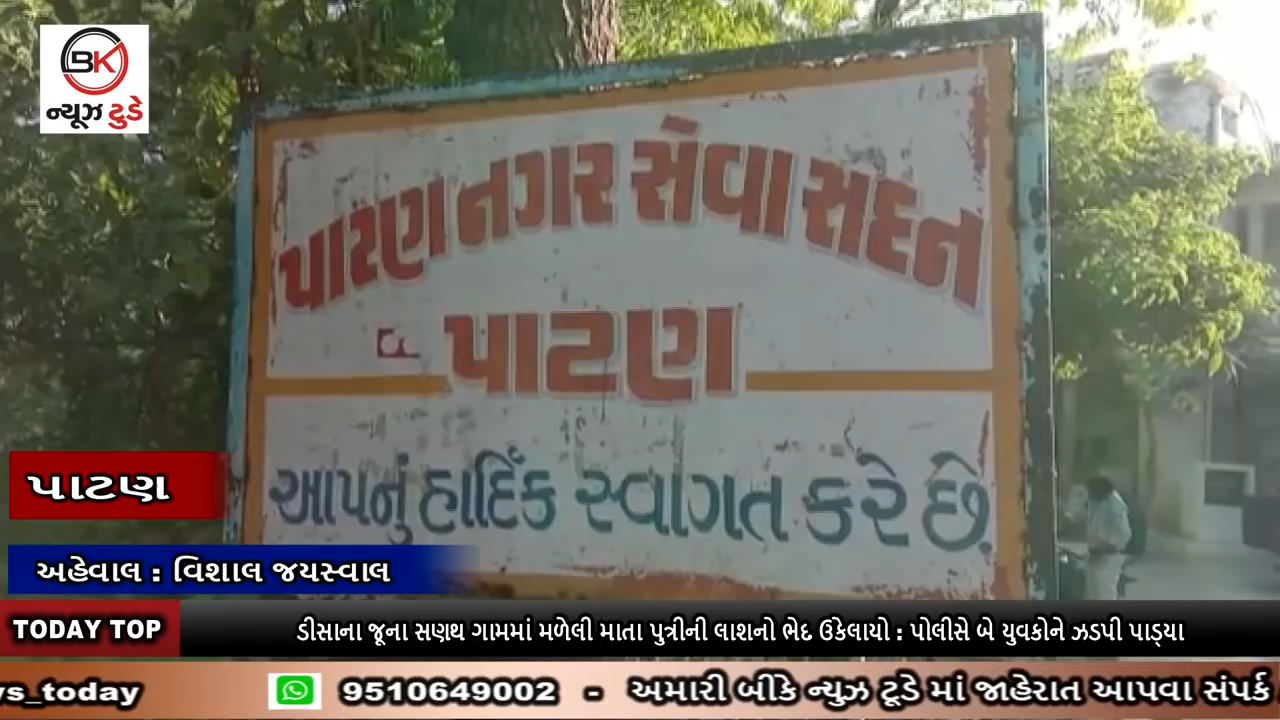 BK
ન્યૂઝ ટુડે
પાટણ નગર સેવા સદન
પાટણ
આપનું હાર્દિક સ્વાગત કરે છે.
પાટણ
અહેવાલ : વિશાલ જયસ્વાલ
TODAY TOP
ડીસાના જૂના સણથ ગામમાં મળેલી માતા પુત્રીની લાશનો ભેદ ઉકેલાયો : પોલીસે બે યુવકોને ઝડપી પાડ્યા
ws_today 9510649002 - અમારી બીકે ન્યુઝ ટૂડે માં જાહેરાત આપવા સંપર્ક